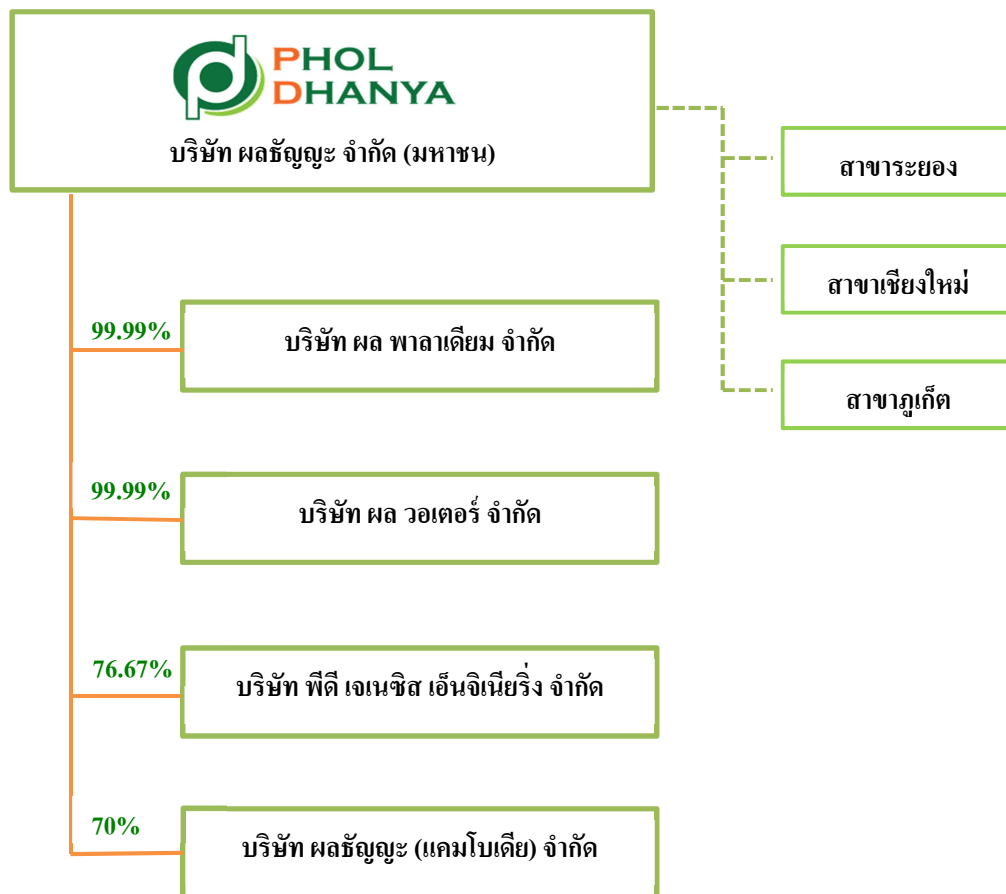 PHOL
DHANYA
บริษัท ผลธัญญะ จำกัด (มหาชน)
สาขาระยอง
สาขาเชียงใหม่
สาขาภูเก็ต
99.99%
บริษัท ผล พาลาเดียม จำกัด
99.99%
บริษัท ผล วอเตอร์ จำกัด
76.67%
บริษัท พีดี เจเนซิส เอ็นจิเนียริ่ง จำกัด
70%
บริษัท ผลธัญญะ (แคมโบเดีย) จำกัด